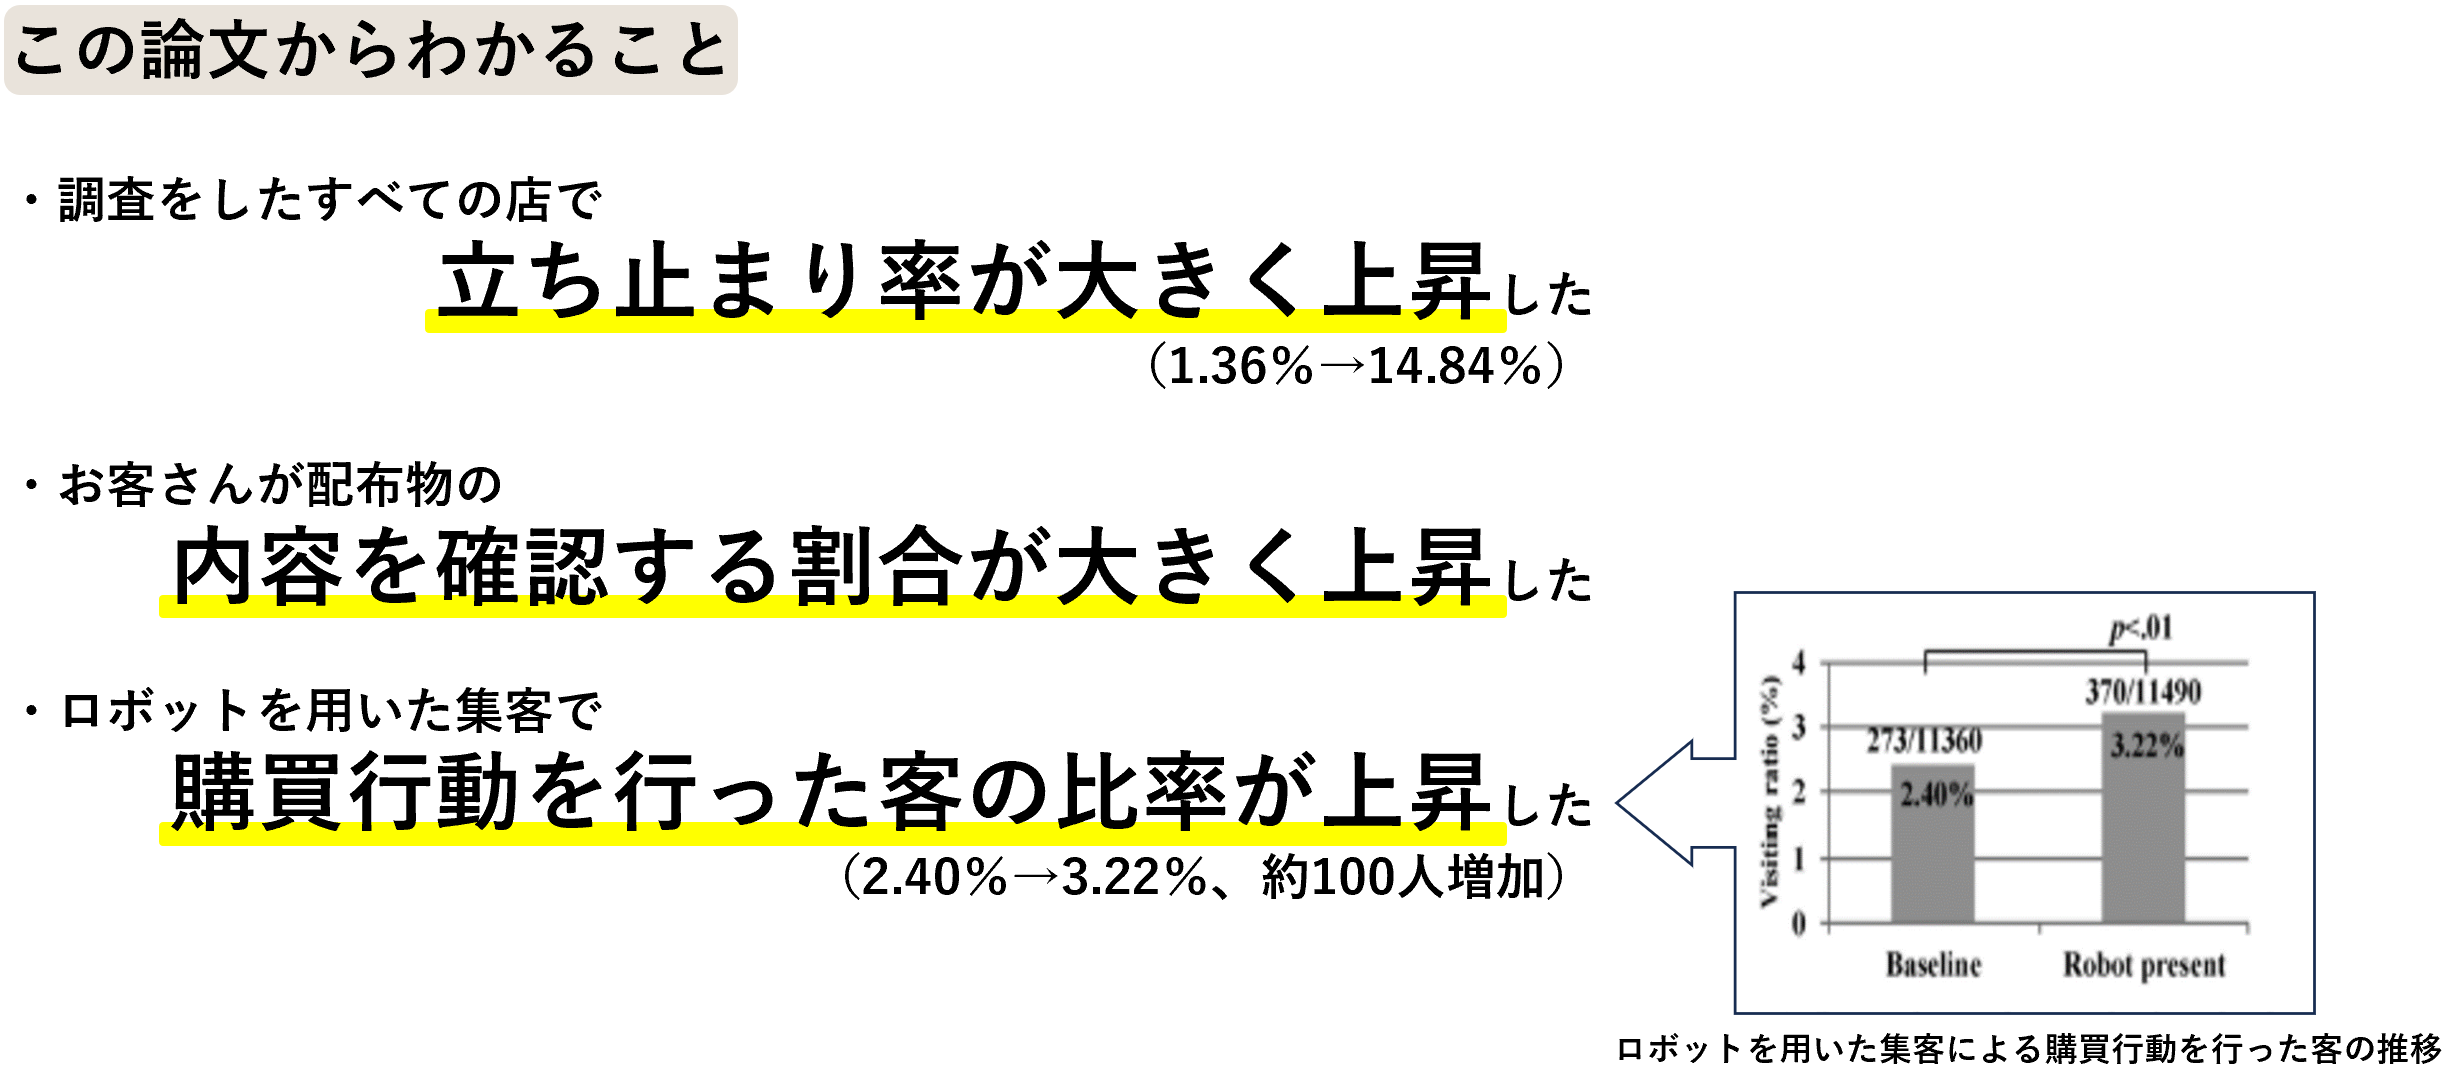 この論文からわかること
・調査をしたすべての店で
立ち止まり率が大きく上昇した
（1.36%→14.84%）
・お客さんが配布物の
内容を確認する割合が大きく上昇した
・ロボットを用いた集客で
購買行動を行った客の比率が上昇した
（2.40%→3.22%、約100人増加）
p<.01
4
370/11490
3
273/11360
3.22%
2
2.40%
1
0
Visiting ratio (%)
Baseline
Robot present
ロボットを用いた集客による購買行動を行った客の推移